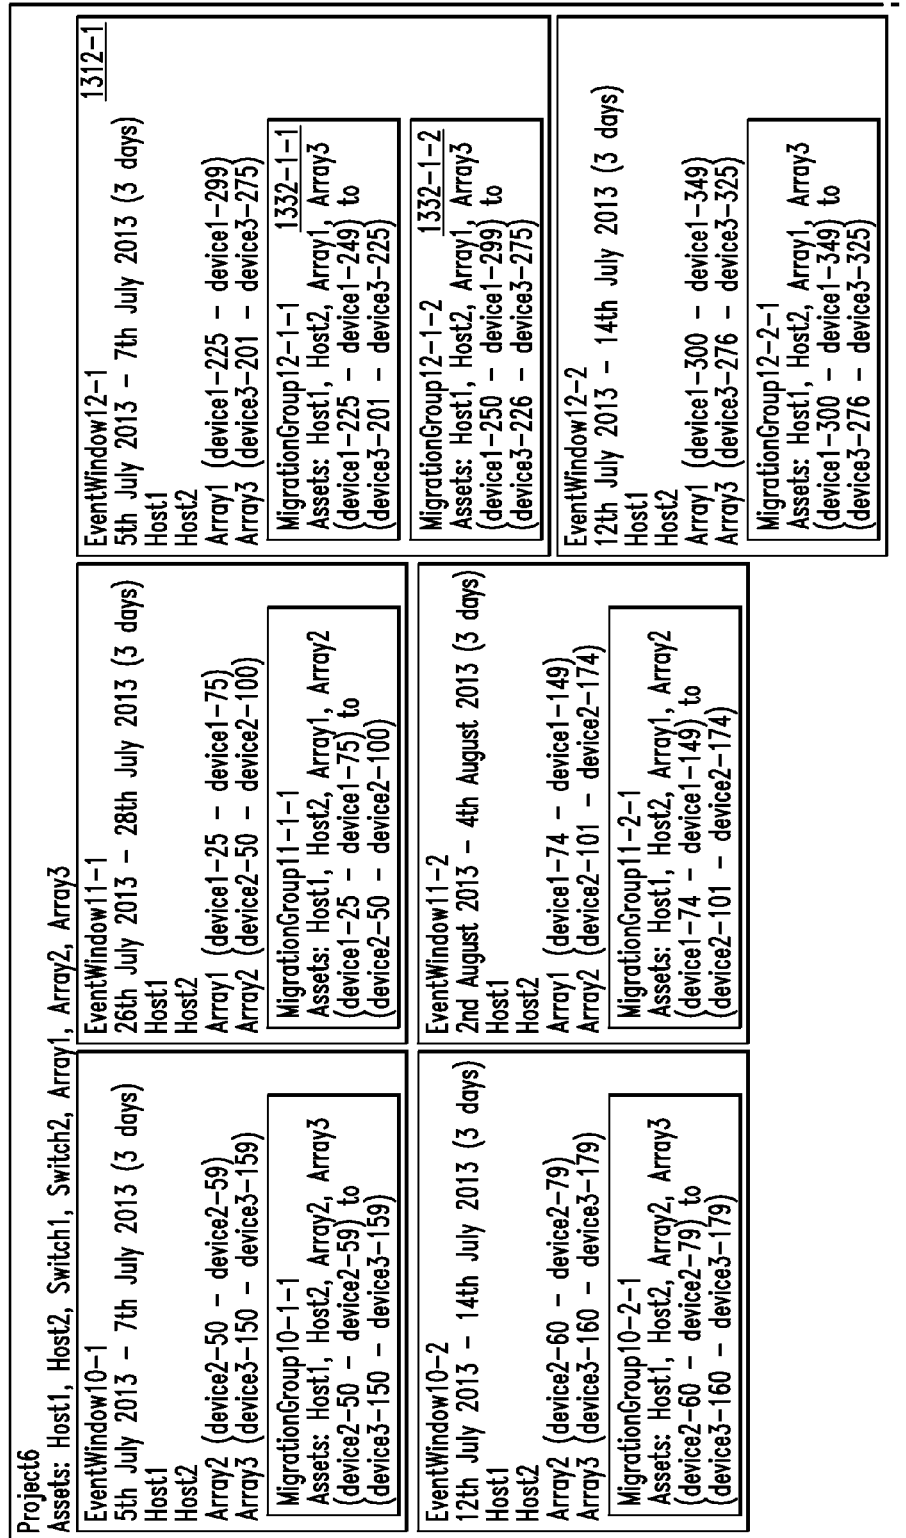 Project6
Assets: Host1, Host2, Switch1, Switch2, Array1, Array2, Array3
EventWindow10-1
5th July 2013 - 7th July 2013 (3 days)
Host1
Host2
Array2 (device2-50 - device2-59)
Array3 (device3-150 - device3-159)
MigrationGroup10-1-1
Assets: Host1, Host2, Array2, Array3
(device2-50 - device2-59) to
(device3-150 - device3-159)
EventWindow10-2
12th July 2013 - 14th July 2013 (3 days)
Host1
Host2
Array2 (device2-60 - device2-79)
Array3 (device3-160 - device3-179)
MigrationGroup10-2-1
Assets: Host1, Host2, Array2, Array3
(device2-60 - device2-79) to
(device3-160 - device3-179)
EventWindow11-1
26th July 2013 - 28th July 2013 (3 days)
Host1
Host2
Array1 (device1-25 - device1-75)
Array2 (device2-50 - device2-100)
MigrationGroup11-1-1
Assets: Host1, Host2, Array1, Array2
(device1-25 - device1-75) to
(device2-50 - device2-100)
EventWindow11-2
2nd August 2013 - 4th August 2013 (3 days)
Host1
Host2
Array1 (device1-74 - device1-149)
Array2 (device2-101 - device2-174)
MigrationGroup11-2-1
Assets: Host1, Host2, Array1, Array2
(device1-74 - device1-149) to
(device2-101 - device2-174)
EventWindow12-1 1312-1
5th July 2013 - 7th July 2013 (3 days)
Host1
Host2
Array1 (device1-225 - device1-299)
Array3 (device3-201 - device3-275)
MigrationGroup12-1-1 1332-1-1
Assets: Host1, Host2, Array1, Array3
(device1-225 - device1-249) to
(device3-201 - device3-225)
MigrationGroup12-1-2 1332-1-2
Assets: Host1, Host2, Array1, Array3
(device1-250 - device1-299) to
(device3-226 - device3-275)
EventWindow12-2
12th July 2013 - 14th July 2013 (3 days)
Host1
Host2
Array1 (device1-300 - device1-349)
Array3 (device3-276 - device3-325)
MigrationGroup12-2-1
Assets: Host1, Host2, Array1, Array3
(device1-300 - device1-349) to
(device3-276 - device3-325)